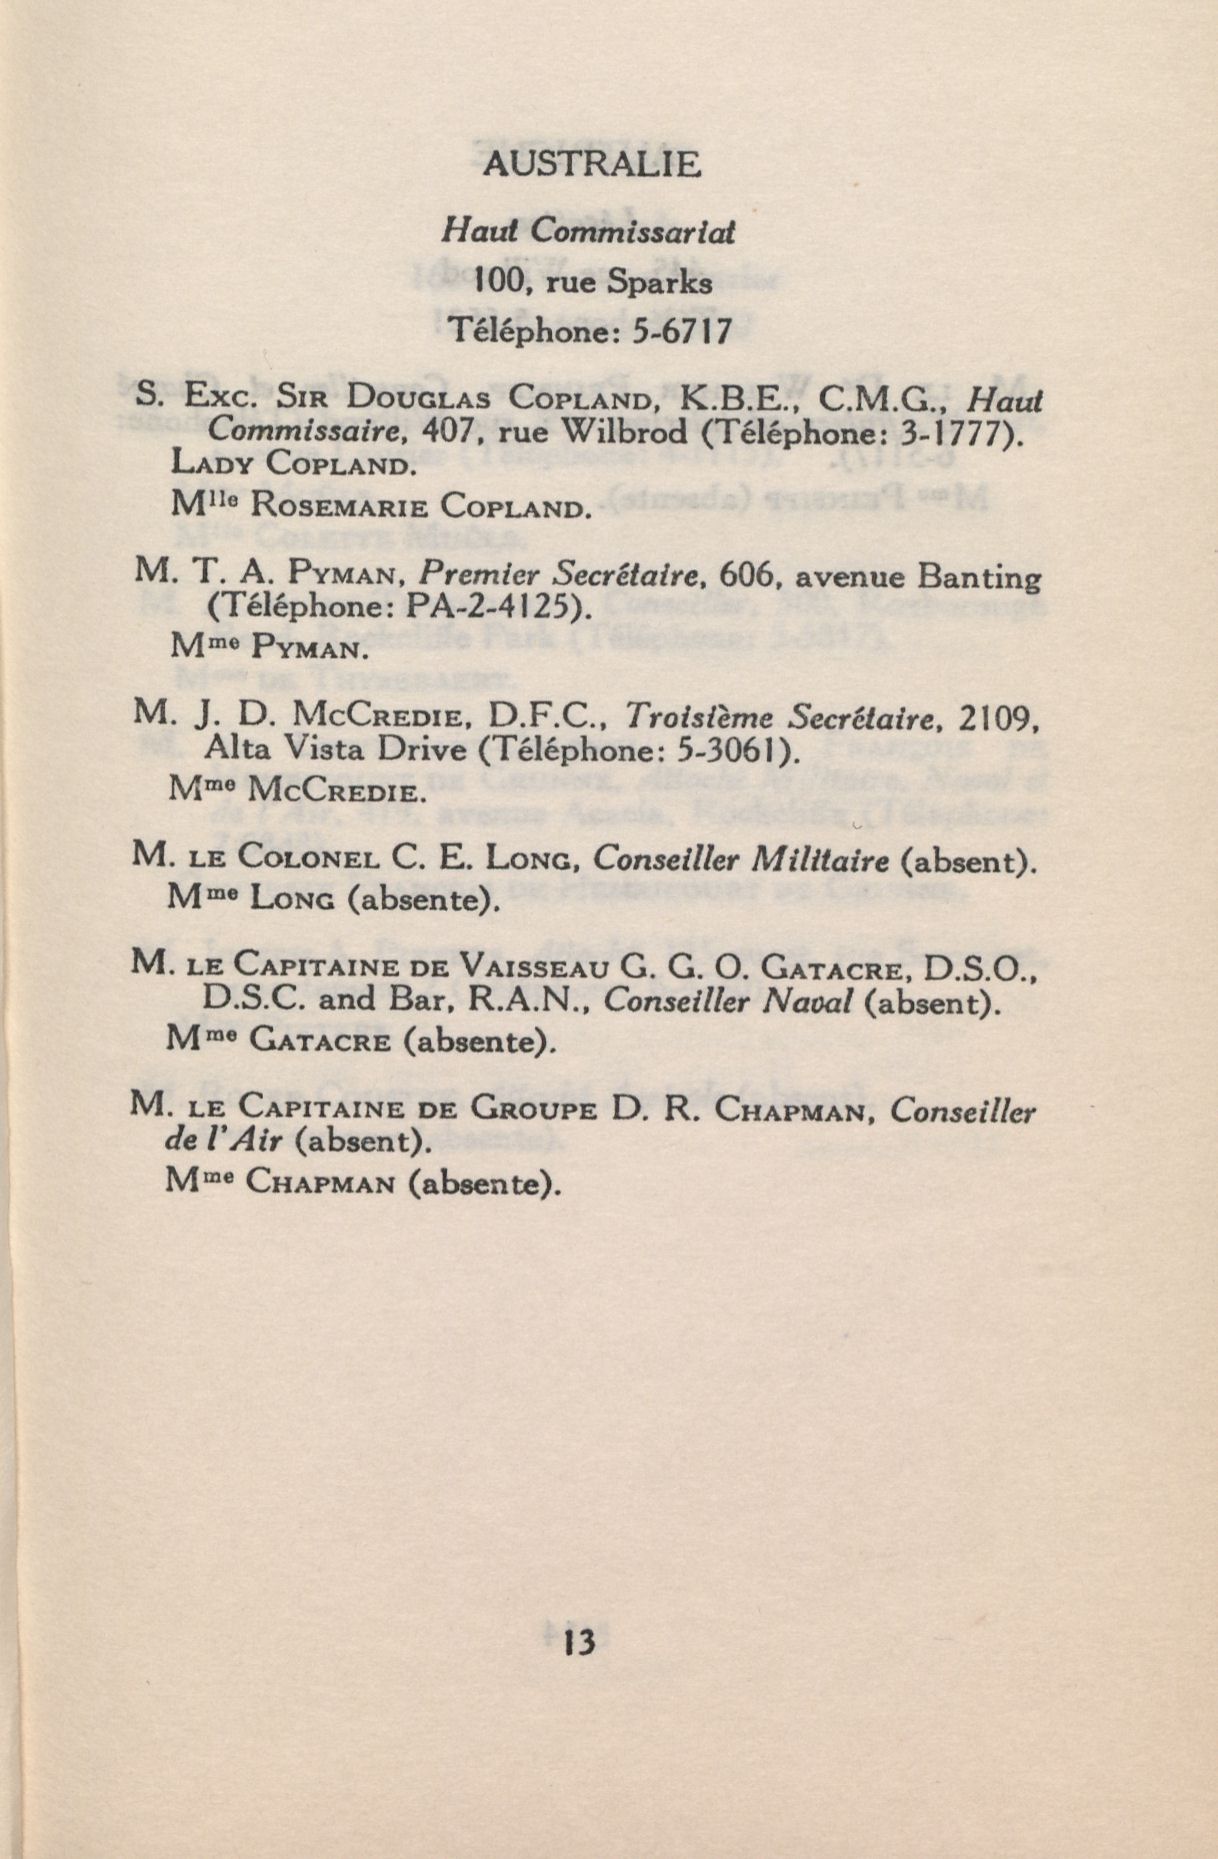 AUSTRALIE
Haut Commissariat
100, rue Sparks
Téléphone: 5-6717
S. Exc. Sir Douglas Copland, K.B.E., C.M.G., Haut
Commissaire, 407, rue Wilbrod (Téléphone: 3-1777).
Lady Copland.
Mlle Rosemarie Copland.
M. T. A. Pyman, Premier Secrétaire, 606, avenue Banting
(Téléphone: PA-2-4125).
Mme Pyman.
M. J. D. McCredie, D.F.C., Troisième Secrétaire, 2109,
Alta Vista Drive (Téléphone: 5-3061).
Mme McCredie.
M. le Colonel C. E. Long, Conseiller Militaire (absent).
Mme Long (absente).
M. le Capitaine de Vaisseau G. G. O. Gatacre, D.S.O.,
D.S.C. and Bar, R.A.N., Conseiller Naval (absent).
Mme Gatacre (absente).
M. le Capitaine de Groupe D. R. Chapman, Conseiller
de l'Air (absent).
Mme Chapman (absente).
13